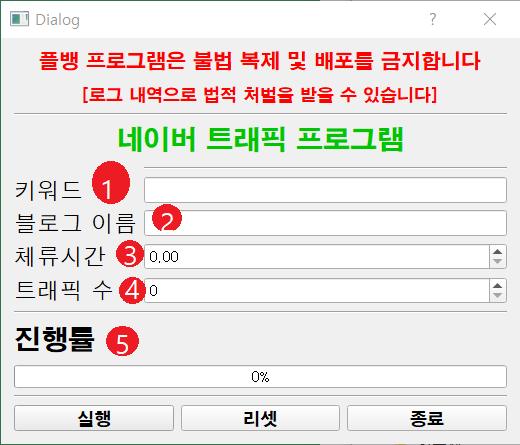 Dialog
플뱅 프로그램은 불법 복제 및 배포를 금지합니다
[로그 내역으로 법적 처벌을 받을 수 있습니다]
네이버 트래픽 프로그램
키워드 1
블로그 이름 2
체류시간 3 0,00
트래픽 수 4 0
진행률 5
0%
실행 리셋 종료